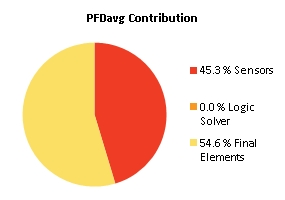 PFDavg Contribution
45.3% Sensors
0.0% Logic
Solver
54.6% Final
Elements